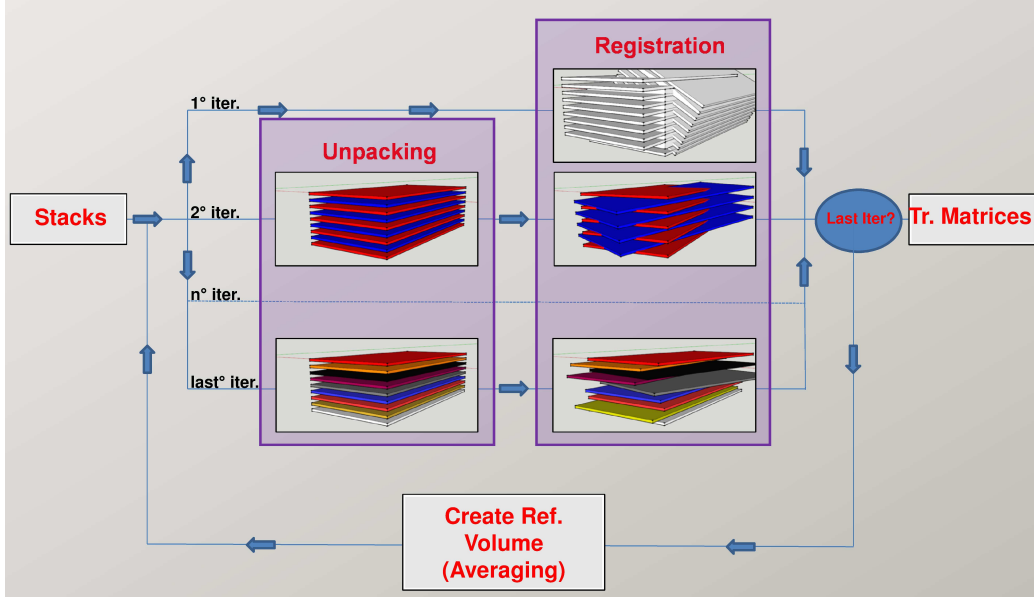 Registration
1° iter.
Unpacking
Stacks
2° iter.
Last Iter?
Tr. Matrices
n° iter.
last° iter.
Create Ref.
Volume
(Averaging)